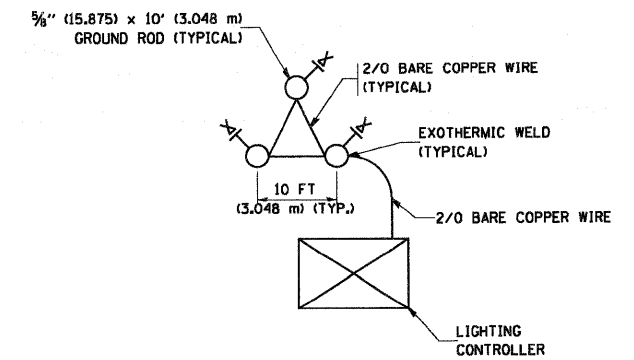 5/8" (15.875) x 10' (3.048 m)
GROUND ROD (TYPICAL)
2/0 BARE COPPER WIRE
(TYPICAL)
EXOTHERMIC WELD
(TYPICAL)
10 FT
(3.048 m) (TYP.)
2/0 BARE COPPER WIRE
LIGHTING
CONTROLLER